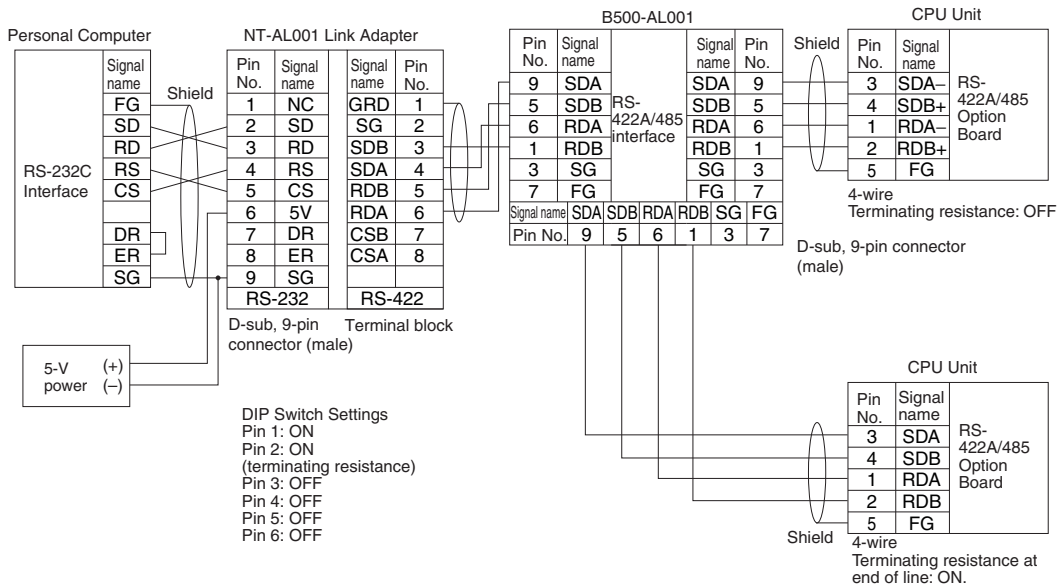 Personal Computer
RS-232C
Interface
Signal
name
FG
SD
RD
RS
CS
DR
ER
SG
Shield
5-V
power
(+)
(–)
NT-AL001 Link Adapter
Pin
No.
Signal
name
Signal
name
Pin
No.
1 NC GRD 1
2 SD SG 2
3 RD SDB 3
4 RS SDA 4
5 CS RDB 5
6 5V RDA 6
7 DR CSB 7
8 ER CSA 8
9 SG
RS-232 RS-422
D-sub, 9-pin
connector (male)
Terminal block
DIP Switch Settings
Pin 1: ON
Pin 2: ON
(terminating resistance)
Pin 3: OFF
Pin 4: OFF
Pin 5: OFF
Pin 6: OFF
B500-AL001
Pin
No.
Signal
name
Signal
name
Pin
No.
9 SDA SDA 9
5 SDB SDB 5
6 RDA RDA 6
1 RDB RDB 1
3 SG SG 3
7 FG FG 7
RS-
422A/485
interface
Signal name SDA SDB RDA RDB SG FG
Pin No. 9 5 6 1 3 7
D-sub, 9-pin connector
(male)
Shield
CPU Unit
Pin
No.
Signal
name
3 SDA–
4 SDB+
1 RDA–
2 RDB+
5 FG
RS-
422A/485
Option
Board
4-wire
Terminating resistance: OFF
CPU Unit
Pin
No.
Signal
name
3 SDA
4 SDB
1 RDA
2 RDB
5 FG
RS-
422A/485
Option
Board
Shield
4-wire
Terminating resistance at
end of line: ON.